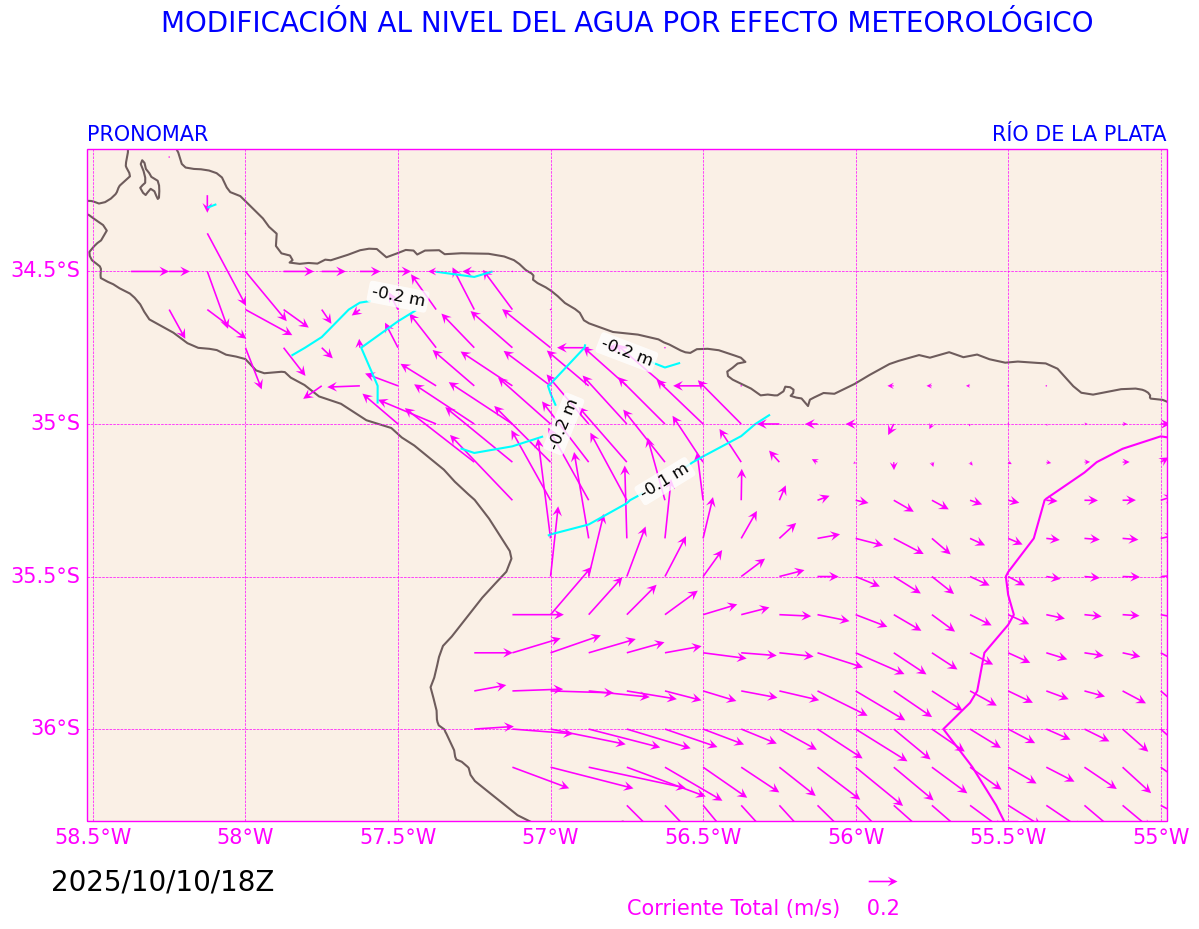 MODIFICACIÓN AL NIVEL DEL AGUA POR EFECTO METEOROLÓGICO
PRONOMAR
RÍO DE LA PLATA
34.5°S
35°S
35.5°S
36°S
-0.2 m
-0.2 m
-0.2 m
-0.1 m
58.5°W
58°W
57.5°W
57°W
56.5°W
56°W
55.5°W
55°W
2025/10/10/18Z
Corriente Total (m/s)
0.2